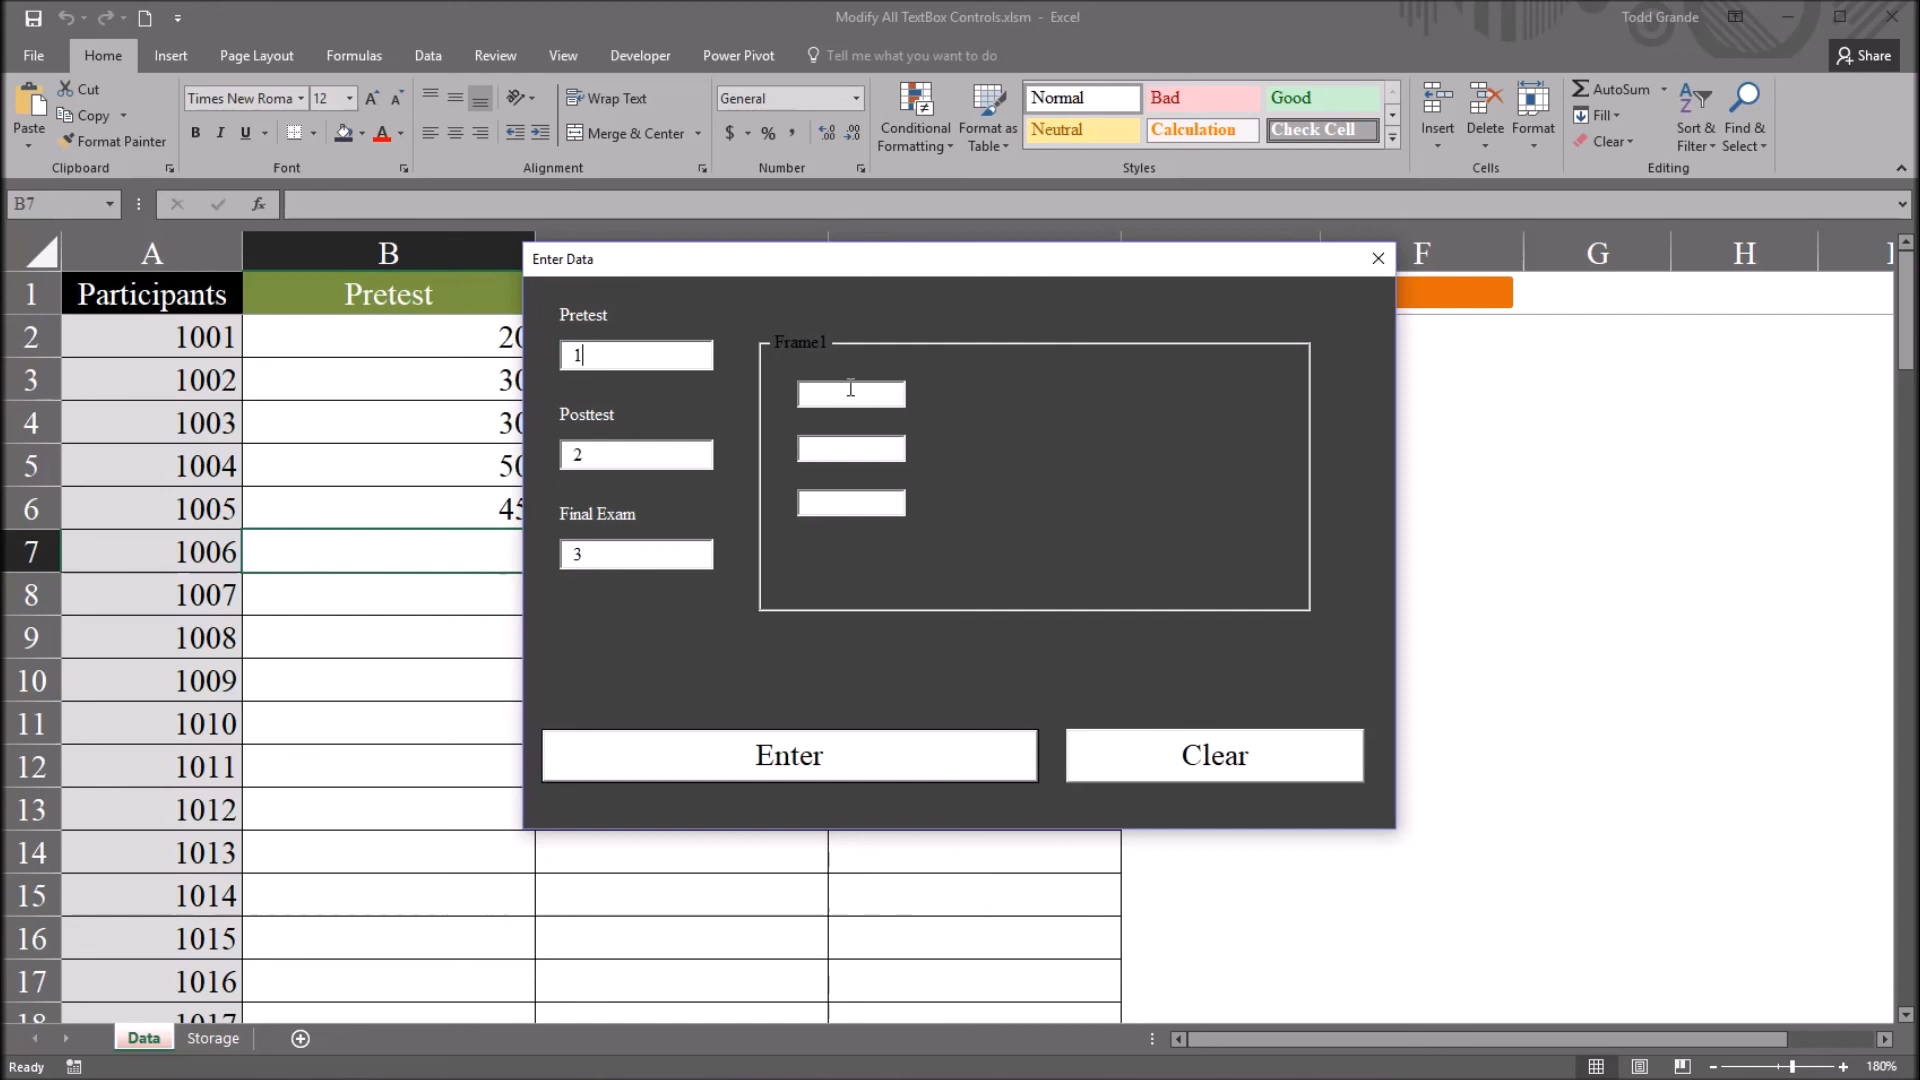 Modify All TextBox Controls.xlsm - Excel
Todd Grande
File Home Insert Page Layout Formulas Data Review View Developer Power Pivot Tell me what you want to do Share
Paste
Cut
Copy
Format Painter
Clipboard
Times New Roma 12
B I U
Font
Wrap Text
Merge & Center
Alignment
General
$ % ,
Number
Conditional Formatting
Format as Table
Normal Bad Good
Neutral Calculation Check Cell
Styles
Insert Delete Format
Cells
AutoSum
Fill
Clear
Sort & Filter
Find & Select
Editing
B7
fx
A B F G H
1 Participants Pretest
2 1001
3 1002
4 1003
5 1004
6 1005
7 1006
8 1007
9 1008
10 1009
11 1010
12 1011
13 1012
14 1013
15 1014
16 1015
17 1016
18 1017
Enter Data
Pretest
1
Posttest
2
Final Exam
3
Frame1
Enter
Clear
Data Storage
Ready
180%